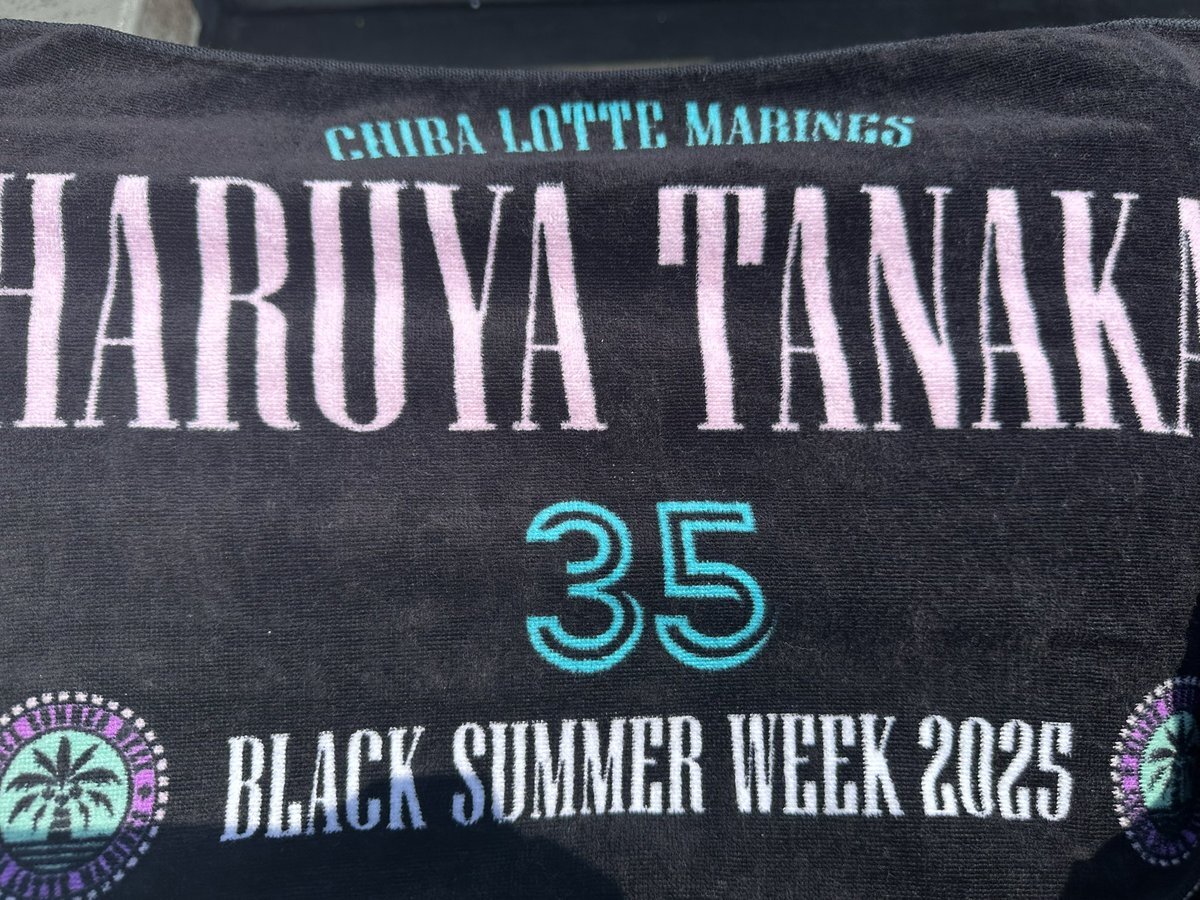 CHIBA LOTTE MARINES
HARUYA TANAKA
35
BLACK SUMMER WEEK 2025